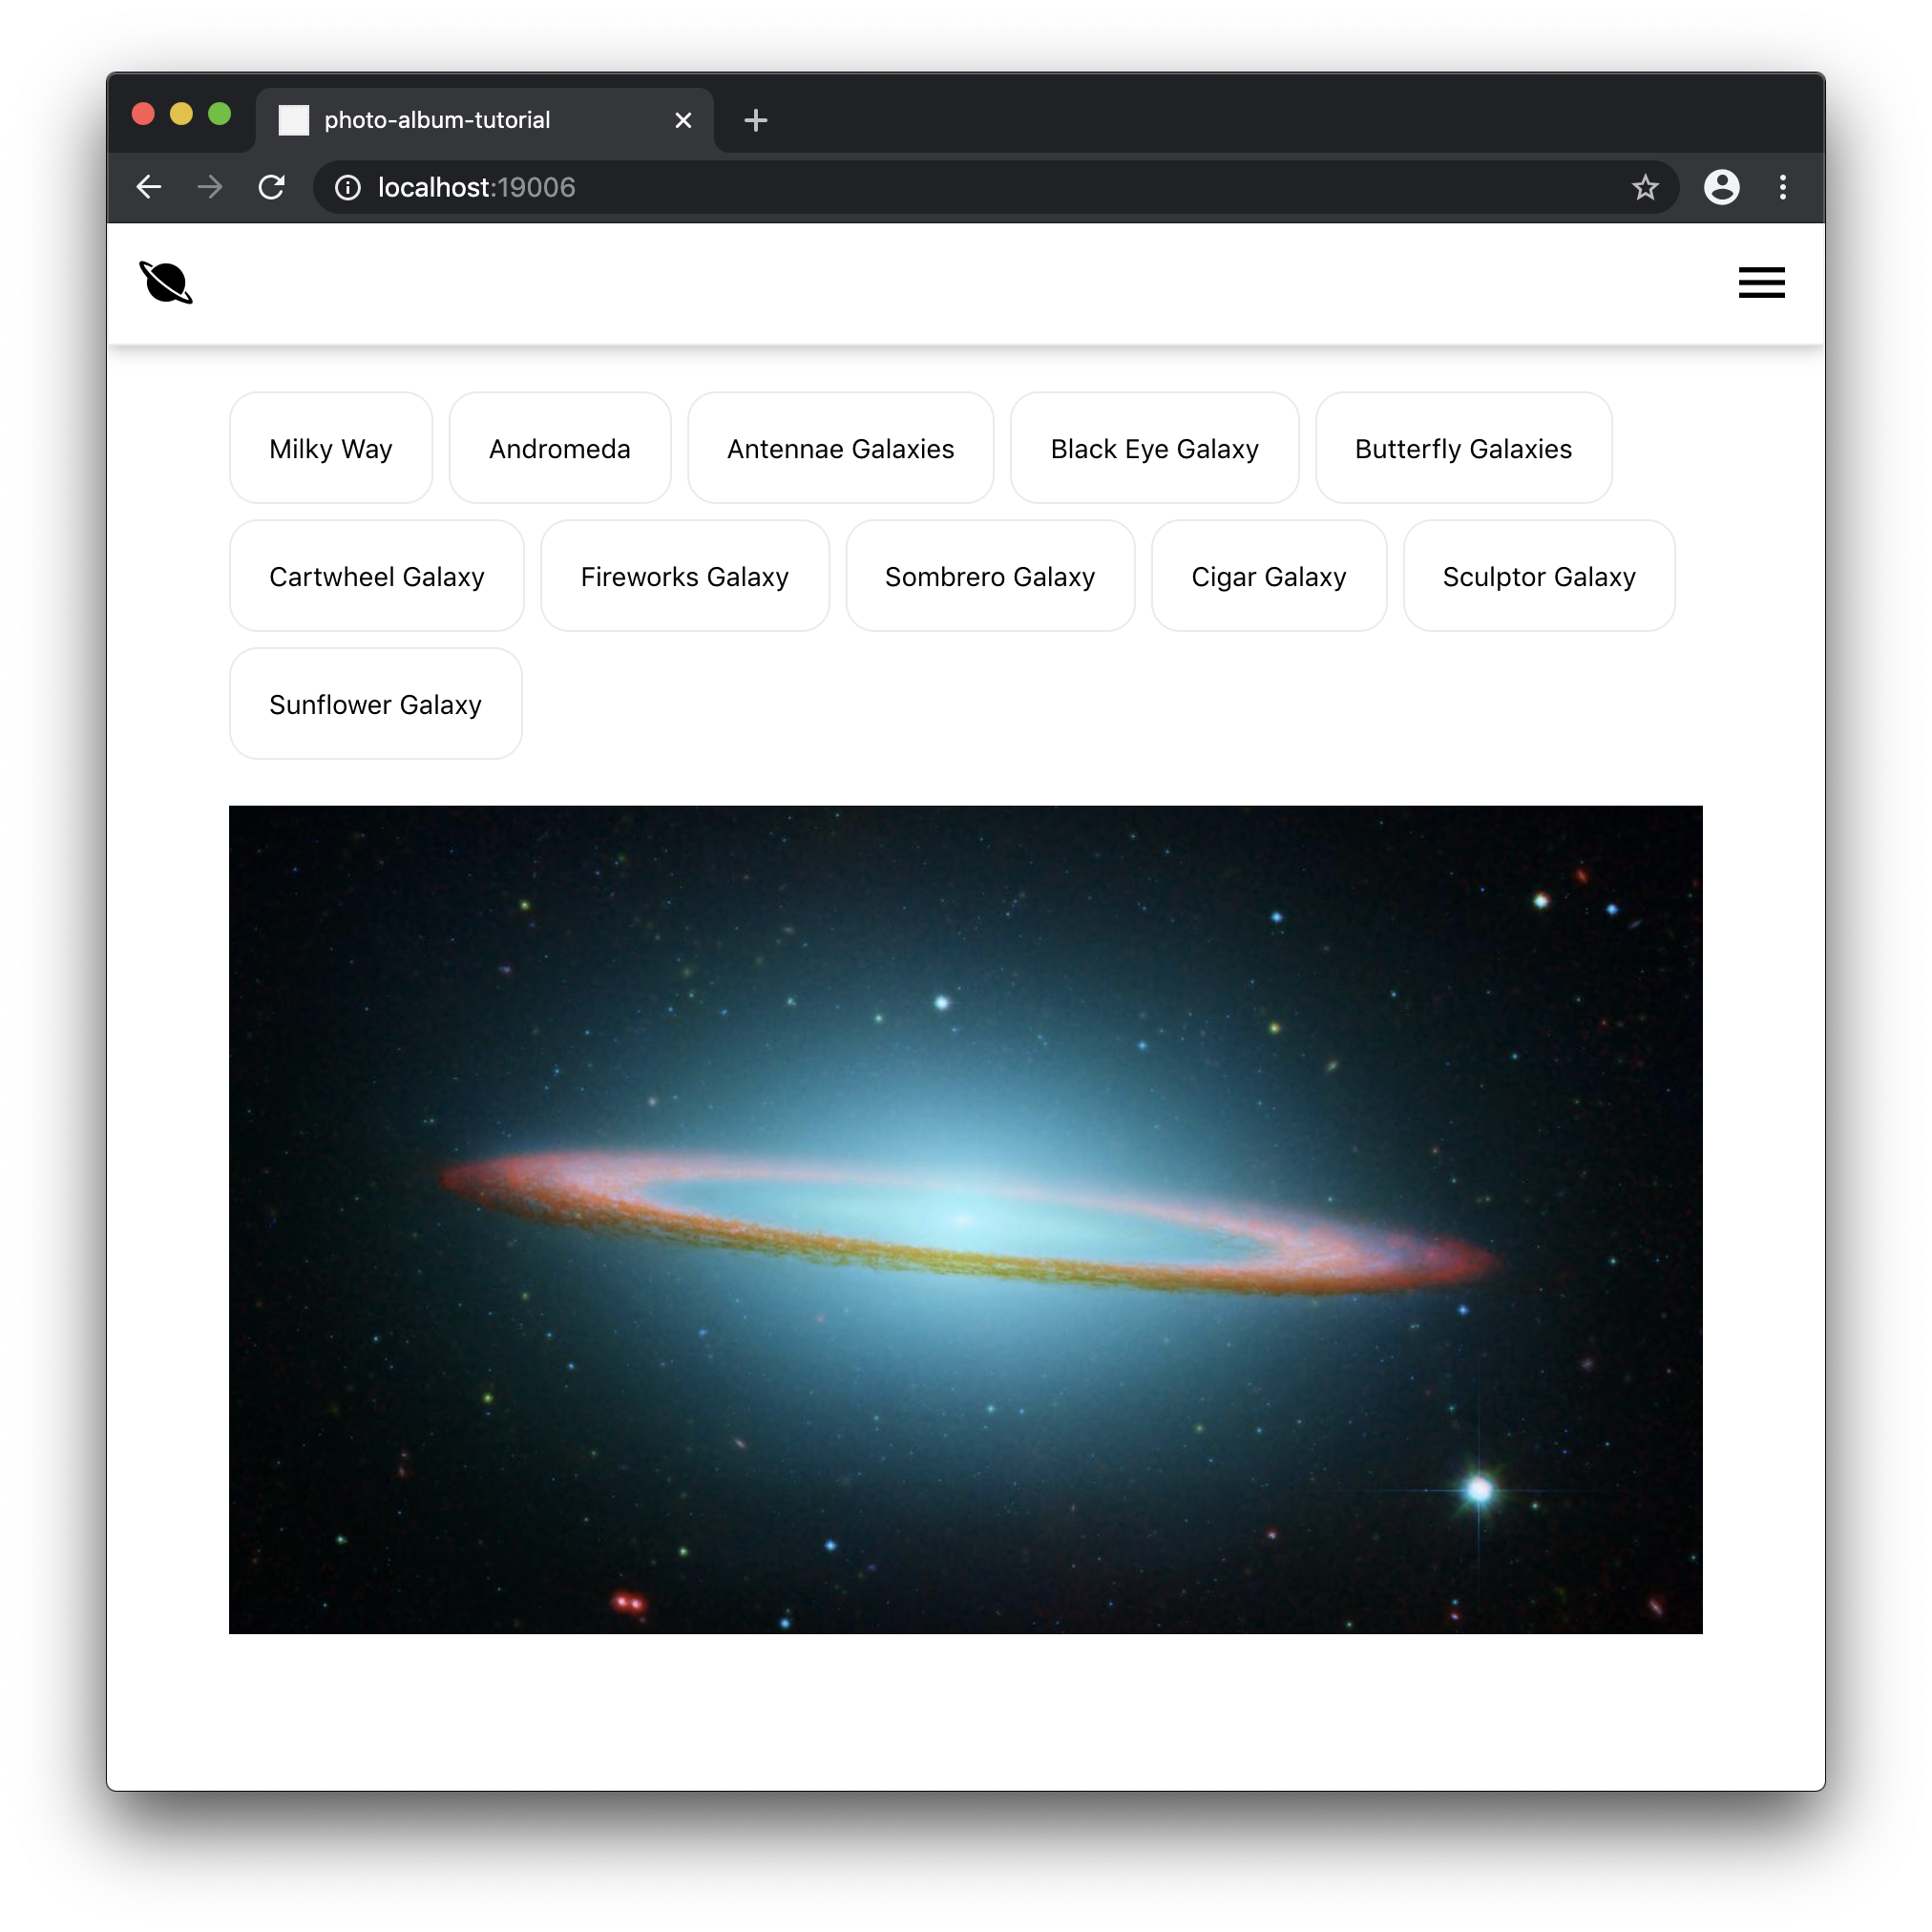 photo-album-tutorial
localhost:19006
Milky Way Andromeda Antennae Galaxies Black Eye Galaxy Butterfly Galaxies
Cartwheel Galaxy Fireworks Galaxy Sombrero Galaxy Cigar Galaxy Sculptor Galaxy
Sunflower Galaxy